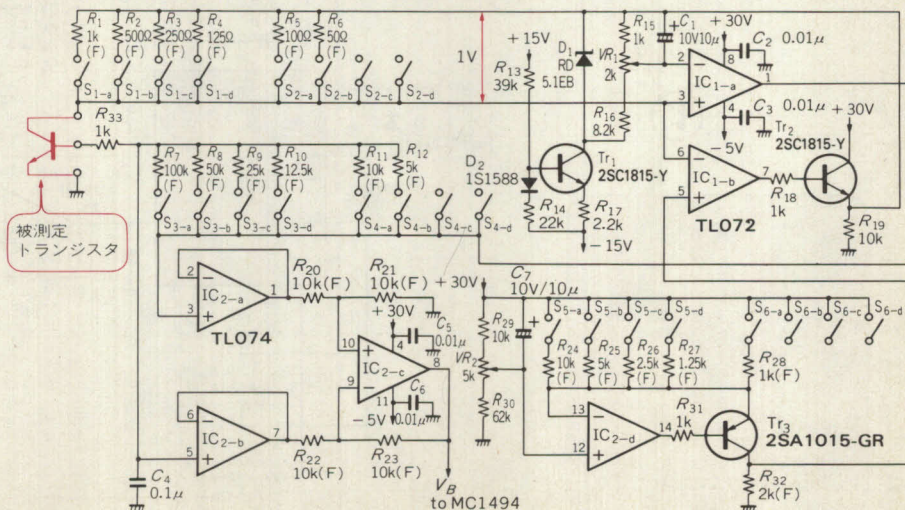 R1
1k
(F)
R2
500Ω
(F)
R3
250Ω
(F)
R4
125Ω
(F)
R5
100Ω
(F)
R6
50Ω
(F)
S1-a
S1-b
S1-c
S1-d
S2-a
S2-b
S2-c
S2-d
1V
+15V
R13
39k
D1
RD
5.1EB
R15
1k
VR1
2k
R16
8.2k
C1
+
10V10μ
+30V
C2
0.01μ
8
2
−
IC1-a
1
3
+
4
C3
0.01μ
−5V
+30V
Tr2
2SC1815-Y
6
−
IC1-b
7
5
+
TL072
R18
1k
R19
10k
D2
1S1588
Tr1
2SC1815-Y
R14
22k
R17
2.2k
−15V
R33
1k
被測定
トランジスタ
R7
100k
(F)
R8
50k
(F)
R9
25k
(F)
R10
12.5k
(F)
R11
10k
(F)
R12
5k
(F)
S3-a
S3-b
S3-c
S3-d
S4-a
S4-b
S4-c
S4-d
2
−
IC2-a
1
3
+
TL074
R20
10k(F)
R21
10k(F)
+30V
C5
0.01μ
4
10
+
IC2-c
8
9
−
11
C6
0.01μ
−5V
6
−
IC2-b
7
5
+
R22
10k(F)
R23
10k(F)
C4
0.1μ
VB
to MC1494
+30V
C7
10V/10μ
+
R29
10k
VR2
5k
R30
62k
S5-a
S5-b
S5-c
S5-d
S6-a
S6-b
S6-c
S6-d
R24
10k
(F)
R25
5k
(F)
R26
2.5k
(F)
R27
1.25k
(F)
R28
1k(F)
13
−
IC2-d
14
12
+
R31
1k
Tr3
2SA1015-GR
R32
2k(F)